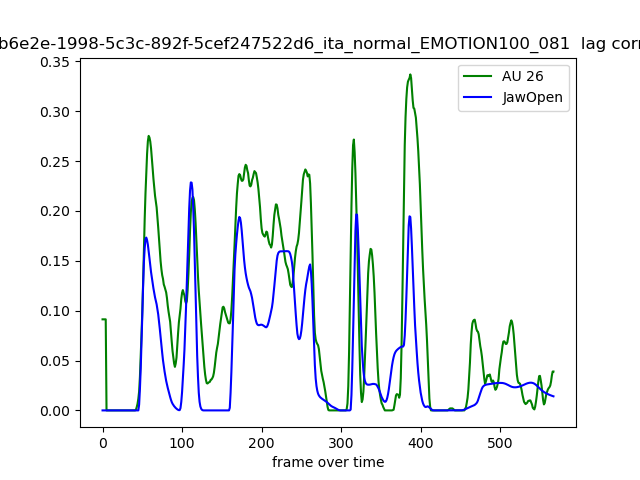 b6e2e-1998-5c3c-892f-5cef247522d6_ita_normal_EMOTION100_081 lag corr
AU 26
JawOpen
0.35
0.30
0.25
0.20
0.15
0.10
0.05
0.00
0 100 200 300 400 500
frame over time